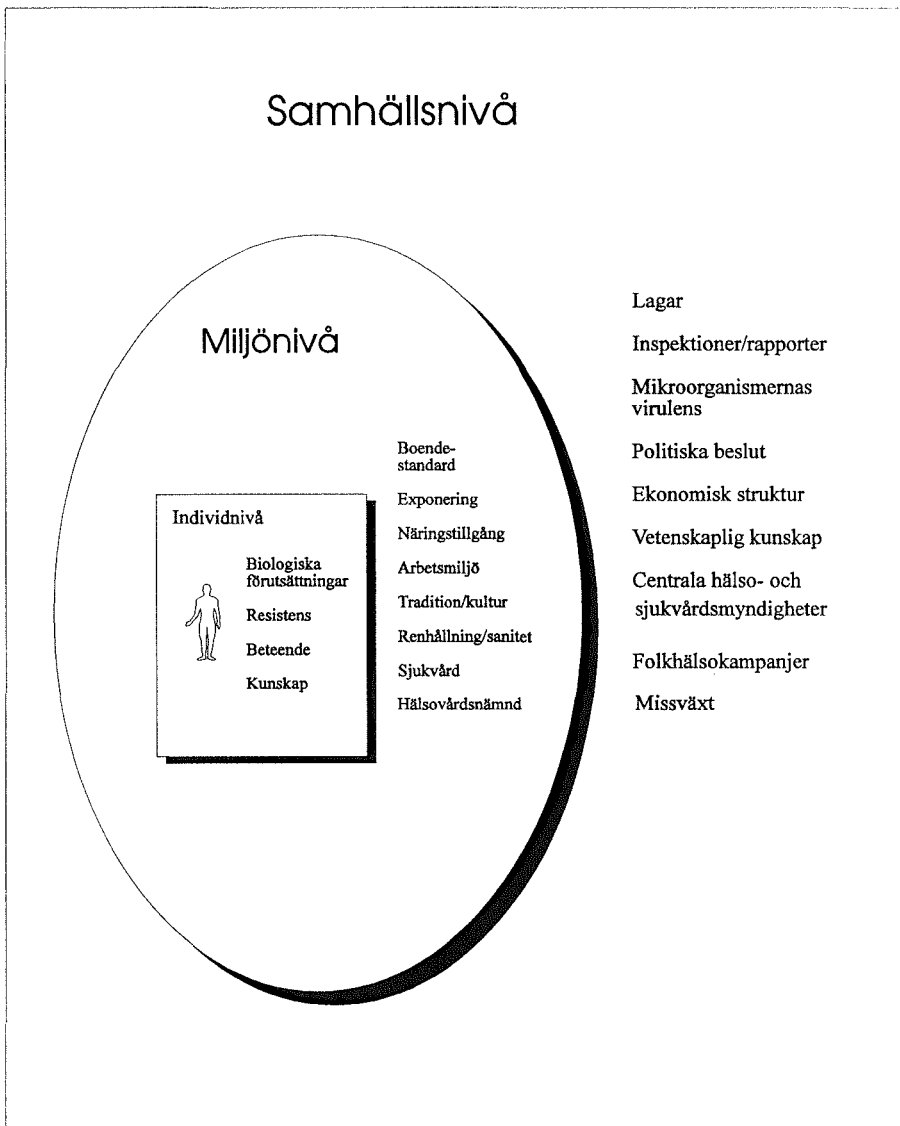 Samhällsnivå
Miljönivå
Individnivå
Biologiska
förutsättningar
Resistens
Beteende
Kunskap
Boende-
standard
Exponering
Näringstillgång
Arbetsmiljö
Tradition/kultur
Renhållning/sanitet
Sjukvård
Hälsovårdsnämnd
Lagar
Inspektioner/rapporter
Mikroorganismernas
virulens
Politiska beslut
Ekonomisk struktur
Vetenskaplig kunskap
Centrala hälso- och
sjukvårdsmyndigheter
Folkhälsokampanjer
Missväxt